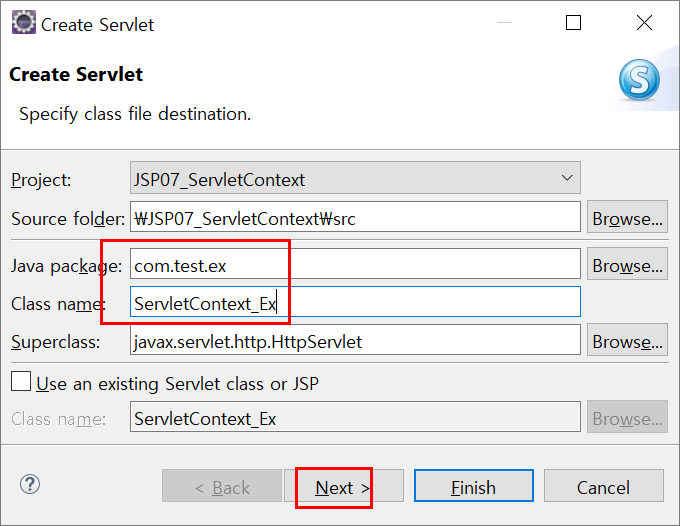 Create Servlet
Create Servlet
Specify class file destination.
S
Project: JSP07_ServletContext
Source folder: ₩JSP07_ServletContext₩src Browse...
Java package: com.test.ex Browse...
Class name: ServletContext_Ex
Superclass: javax.servlet.http.HttpServlet Browse...
Use an existing Servlet class or JSP
Class name: ServletContext_Ex Browse...
? < Back Next > Finish Cancel